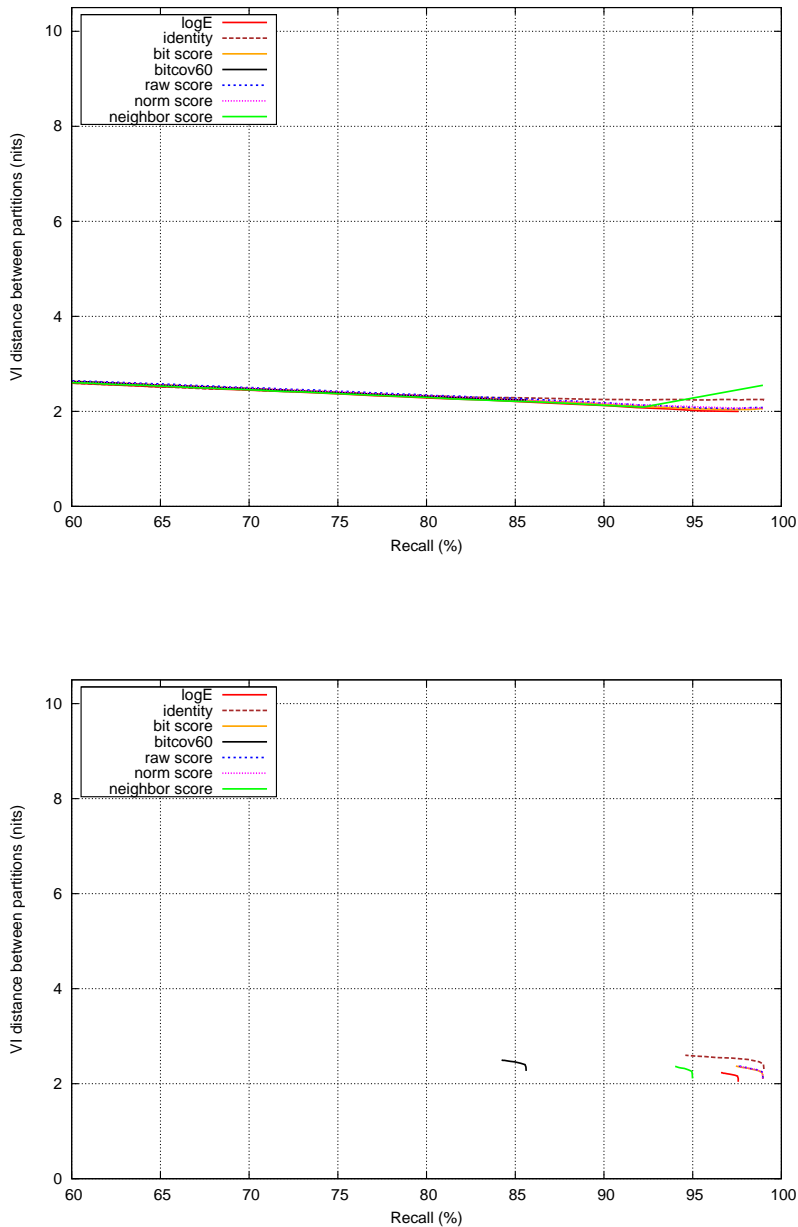 10
8
6
4
2
0
VI distance between partitions (nits)
logE
identity
bit score
bitcov60
raw score
norm score
neighbor score
60 65 70 75 80 85 90 95 100
Recall (%)
10
8
6
4
2
0
VI distance between partitions (nits)
logE
identity
bit score
bitcov60
raw score
norm score
neighbor score
60 65 70 75 80 85 90 95 100
Recall (%)